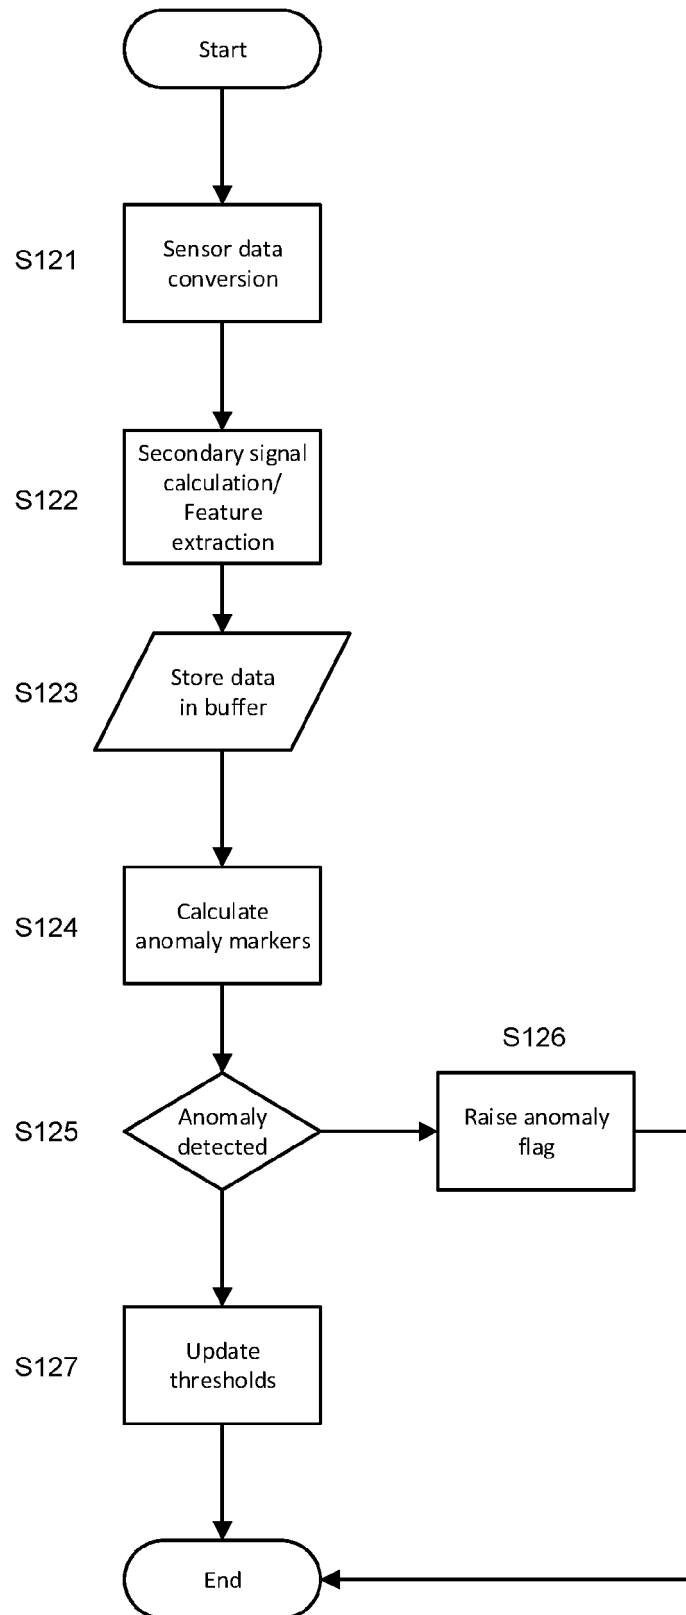 Start
S121
Sensor data
conversion
S122
Secondary signal
calculation/
Feature
extraction
S123
Store data
in buffer
S124
Calculate
anomaly markers
S125
Anomaly
detected
S126
Raise anomaly
flag
S127
Update
thresholds
End